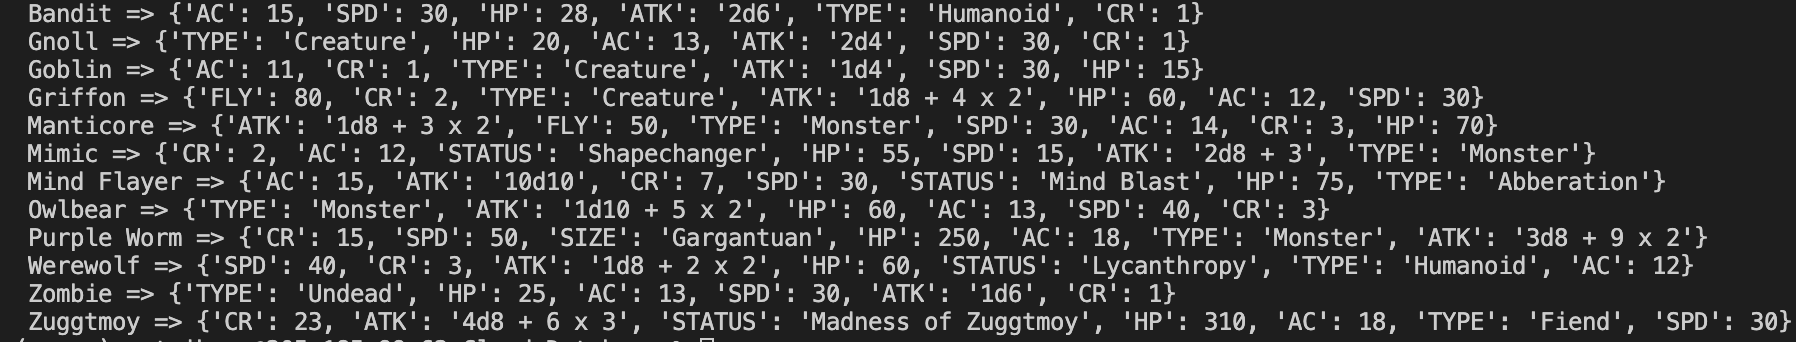 Bandit => {'AC': 15, 'SPD': 30, 'HP': 28, 'ATK': '2d6', 'TYPE': 'Humanoid', 'CR': 1}
Gnoll => {'TYPE': 'Creature', 'HP': 20, 'AC': 13, 'ATK': '2d4', 'SPD': 30, 'CR': 1}
Goblin => {'AC': 11, 'CR': 1, 'TYPE': 'Creature', 'ATK': '1d4', 'SPD': 30, 'HP': 15}
Griffon => {'FLY': 80, 'CR': 2, 'TYPE': 'Creature', 'ATK': '1d8 + 4 x 2', 'HP': 60, 'AC': 12, 'SPD': 30}
Manticore => {'ATK': '1d8 + 3 x 2', 'FLY': 50, 'TYPE': 'Monster', 'SPD': 30, 'AC': 14, 'CR': 3, 'HP': 70}
Mimic => {'CR': 2, 'AC': 12, 'STATUS': 'Shapechanger', 'HP': 55, 'SPD': 15, 'ATK': '2d8 + 3', 'TYPE': 'Monster'}
Mind Flayer => {'AC': 15, 'ATK': '10d10', 'CR': 7, 'SPD': 30, 'STATUS': 'Mind Blast', 'HP': 75, 'TYPE': 'Abberation'}
Owlbear => {'TYPE': 'Monster', 'ATK': '1d10 + 5 x 2', 'HP': 60, 'AC': 13, 'SPD': 40, 'CR': 3}
Purple Worm => {'CR': 15, 'SPD': 50, 'SIZE': 'Gargantuan', 'HP': 250, 'AC': 18, 'TYPE': 'Monster', 'ATK': '3d8 + 9 x 2'}
Werewolf => {'SPD': 40, 'CR': 3, 'ATK': '1d8 + 2 x 2', 'HP': 60, 'STATUS': 'Lycanthropy', 'TYPE': 'Humanoid', 'AC': 12}
Zombie => {'TYPE': 'Undead', 'HP': 25, 'AC': 13, 'SPD': 30, 'ATK': '1d6', 'CR': 1}
Zuggtmoy => {'CR': 23, 'ATK': '4d8 + 6 x 3', 'STATUS': 'Madness of Zuggtmoy', 'HP': 310, 'AC': 18, 'TYPE': 'Fiend', 'SPD': 30}